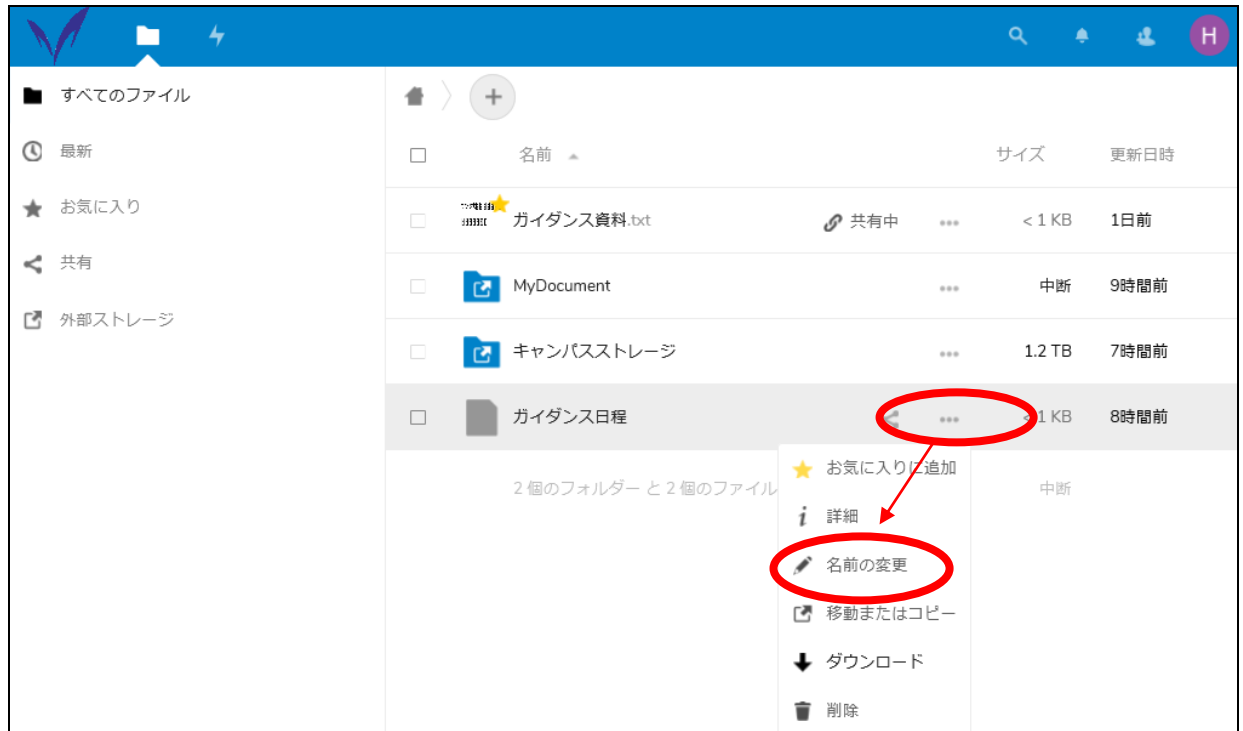 H
すべてのファイル
最新
お気に入り
共有
外部ストレージ
名前 サイズ 更新日時
ガイダンス資料.txt 共有中 < 1 KB 1日前
MyDocument 中断 9時間前
キャンパスストレージ 1.2 TB 7時間前
ガイダンス日程 < 1 KB 8時間前
2 個のフォルダー と 2 個のファイル 中断
お気に入りに追加
詳細
名前の変更
移動またはコピー
ダウンロード
削除